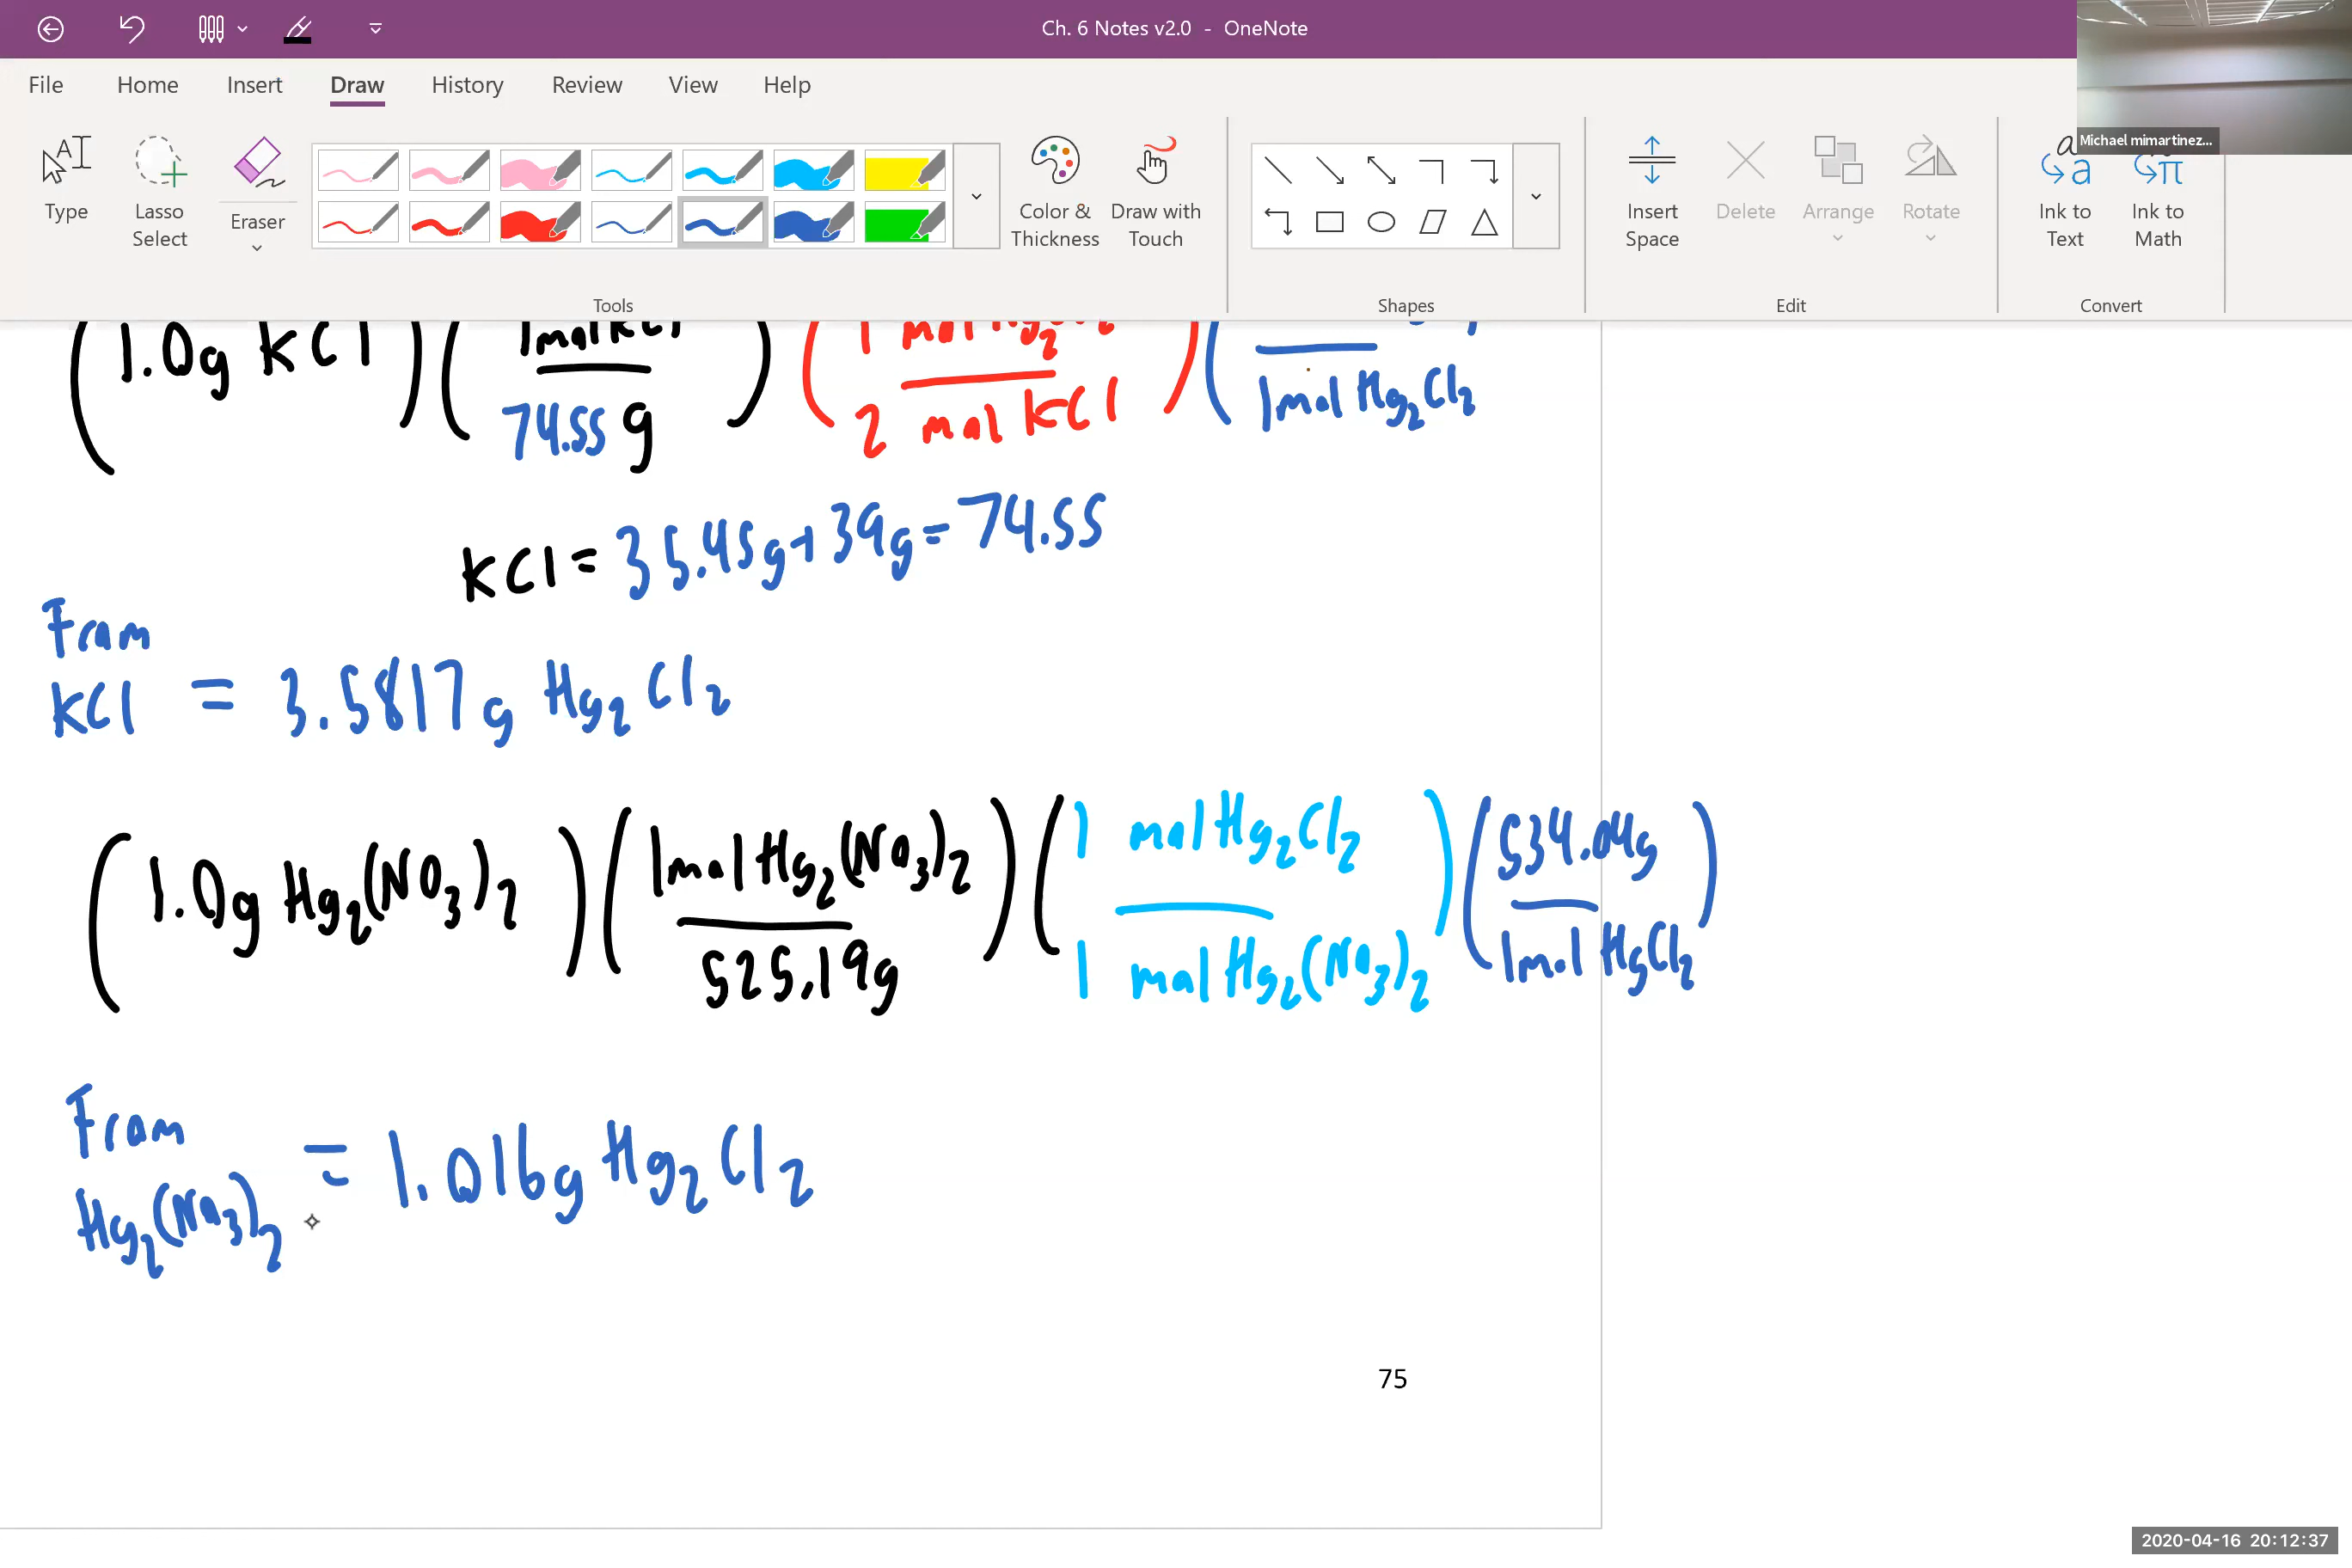 Ch. 6 Notes v2.0 - OneNote
File Home Insert Draw History Review View Help
Michael mimartinez...
Type
Lasso Select
Eraser
Color & Thickness
Draw with Touch
Insert Space
Delete
Arrange
Rotate
Ink to Text
Ink to Math
Tools
Shapes
Edit
Convert
(1.0g KCl)(1mol KCl / 74.55 g)(1 mol Hg₂Cl₂ / 2 mol KCl)( / 1mol Hg₂Cl₂
KCl = 35.45g+39g=74.55
From
KCl = 3.5817g Hg₂Cl₂
(1.0g Hg₂(NO₃)₂)(1mol Hg₂(NO₃)₂ / 525.19g)(1 mol Hg₂Cl₂ / 1 mol Hg₂(NO₃)₂)(534.04g / 1mol HgCl₂)
From
Hg₂(NO₃)₂ = 1.016g Hg₂Cl₂
75
2020-04-16 20:12:37